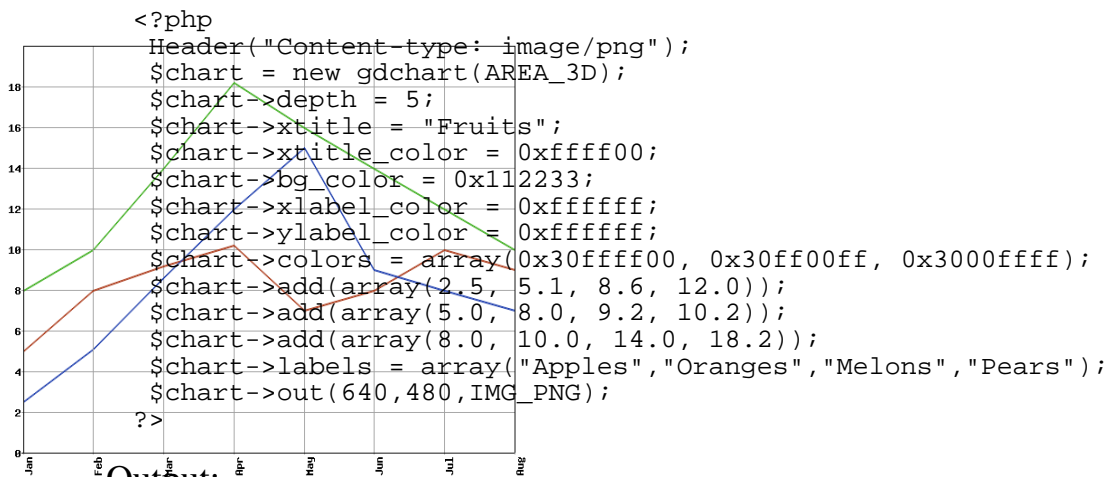 <?php
Header("Content-type: image/png");
$chart = new gdchart(AREA_3D);
$chart->depth = 5;
$chart->xtitle = "Fruits";
$chart->xtitle_color = 0xffff00;
$chart->bg_color = 0x112233;
$chart->xlabel_color = 0xffffff;
$chart->ylabel_color = 0xffffff;
$chart->colors = array(0x30ffff00, 0x30ff00ff, 0x3000ffff);
$chart->add(array(2.5, 5.1, 8.6, 12.0));
$chart->add(array(5.0, 8.0, 9.2, 10.2));
$chart->add(array(8.0, 10.0, 14.0, 18.2));
$chart->labels = array("Apples","Oranges","Melons","Pears");
$chart->out(640,480,IMG_PNG);
?>
18
16
14
12
10
8
6
4
2
0
Jan Feb Mar Apr May Jun Jul Aug
Output: